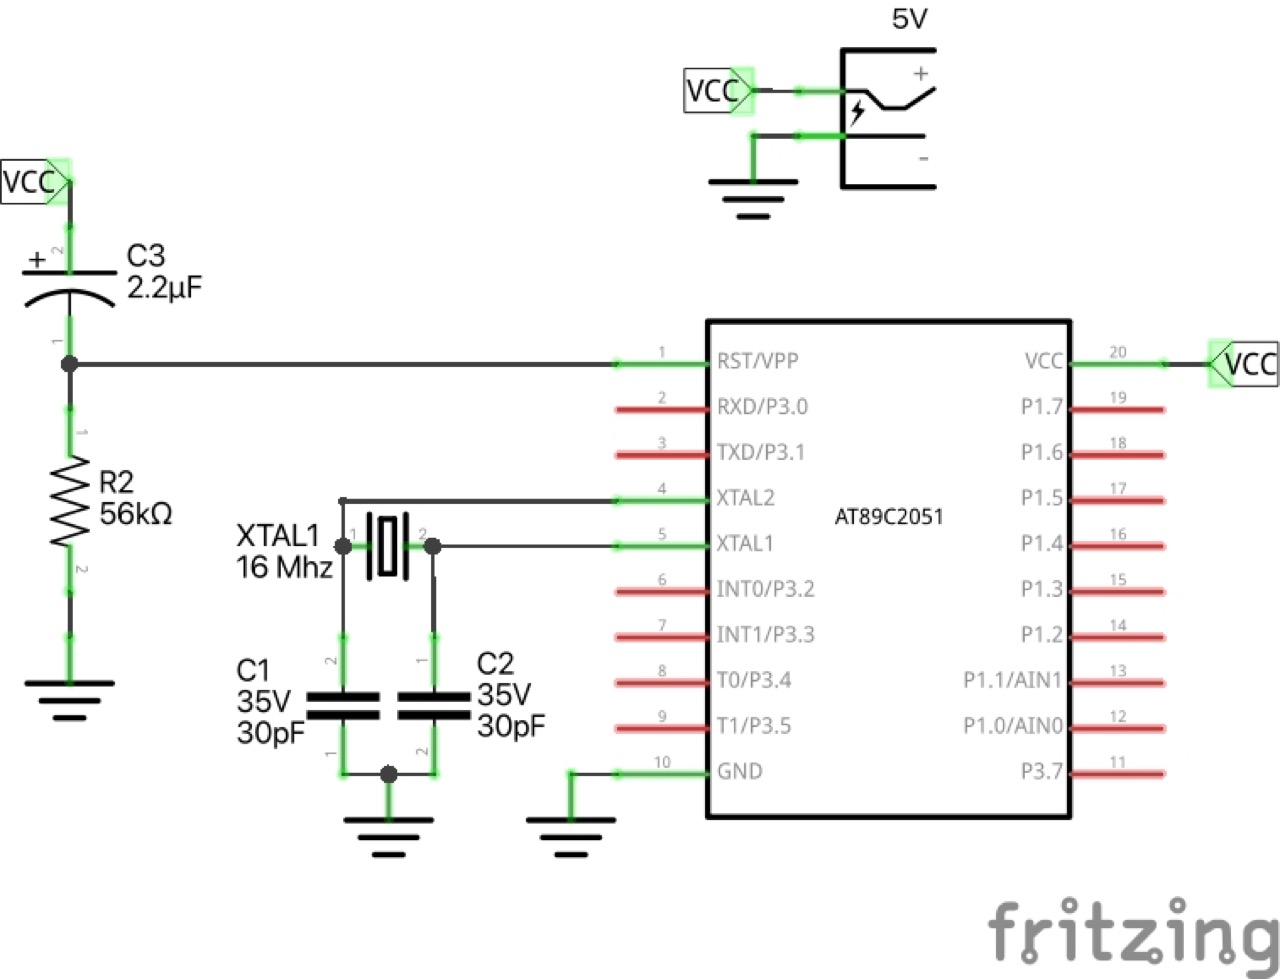 5V
VCC
+
-
VCC
+
2
C3
2.2µF
1
1
R2
56kΩ
2
XTAL1
16 Mhz
1
2
C1
35V
30pF
2
1
C2
35V
30pF
1
2
AT89C2051
1 RST/VPP
2 RXD/P3.0
3 TXD/P3.1
4 XTAL2
5 XTAL1
6 INT0/P3.2
7 INT1/P3.3
8 T0/P3.4
9 T1/P3.5
10 GND
VCC 20
VCC
P1.7 19
P1.6 18
P1.5 17
P1.4 16
P1.3 15
P1.2 14
P1.1/AIN1 13
P1.0/AIN0 12
P3.7 11
fritzing